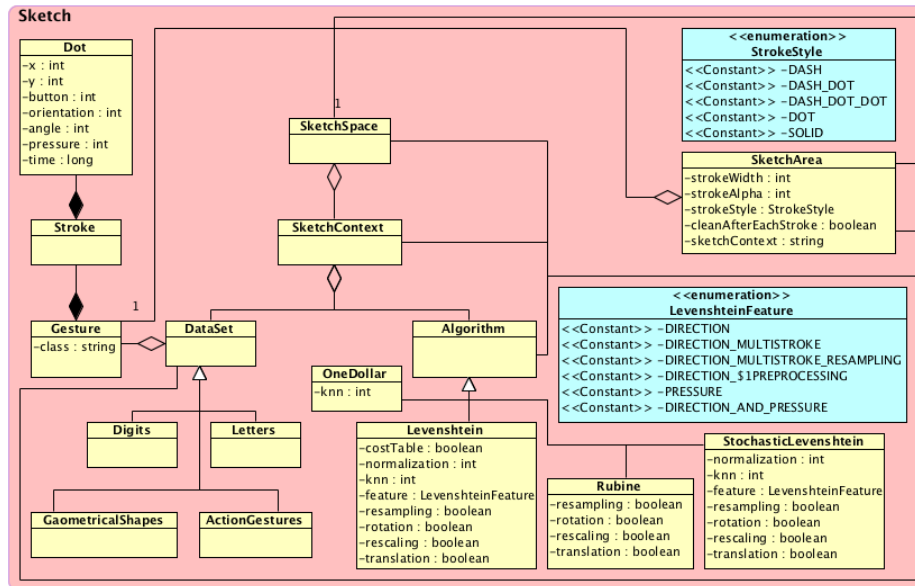 Sketch
Dot
-x : int
-y : int
-button : int
-orientation : int
-angle : int
-pressure : int
-time : long
<<enumeration>>
StrokeStyle
<<Constant>> -DASH
<<Constant>> -DASH_DOT
<<Constant>> -DASH_DOT_DOT
<<Constant>> -DOT
<<Constant>> -SOLID
1
SketchSpace
SketchArea
-strokeWidth : int
-strokeAlpha : int
-strokeStyle : StrokeStyle
-cleanAfterEachStroke : boolean
-sketchContext : string
Stroke
SketchContext
1
Gesture
-class : string
DataSet
Algorithm
<<enumeration>>
LevenshteinFeature
<<Constant>> -DIRECTION
<<Constant>> -DIRECTION_MULTISTROKE
<<Constant>> -DIRECTION_MULTISTROKE_RESAMPLING
<<Constant>> -DIRECTION_$1PREPROCESSING
<<Constant>> -PRESSURE
<<Constant>> -DIRECTION_AND_PRESSURE
OneDollar
-knn : int
Digits
Letters
Levenshtein
-costTable : boolean
-normalization : int
-knn : int
-feature : LevenshteinFeature
-resampling : boolean
-rotation : boolean
-rescaling : boolean
-translation : boolean
Rubine
-resampling : boolean
-rotation : boolean
-rescaling : boolean
-translation : boolean
StochasticLevenshtein
-normalization : int
-knn : int
-feature : LevenshteinFeature
-resampling : boolean
-rotation : boolean
-rescaling : boolean
-translation : boolean
GaometricalShapes
ActionGestures